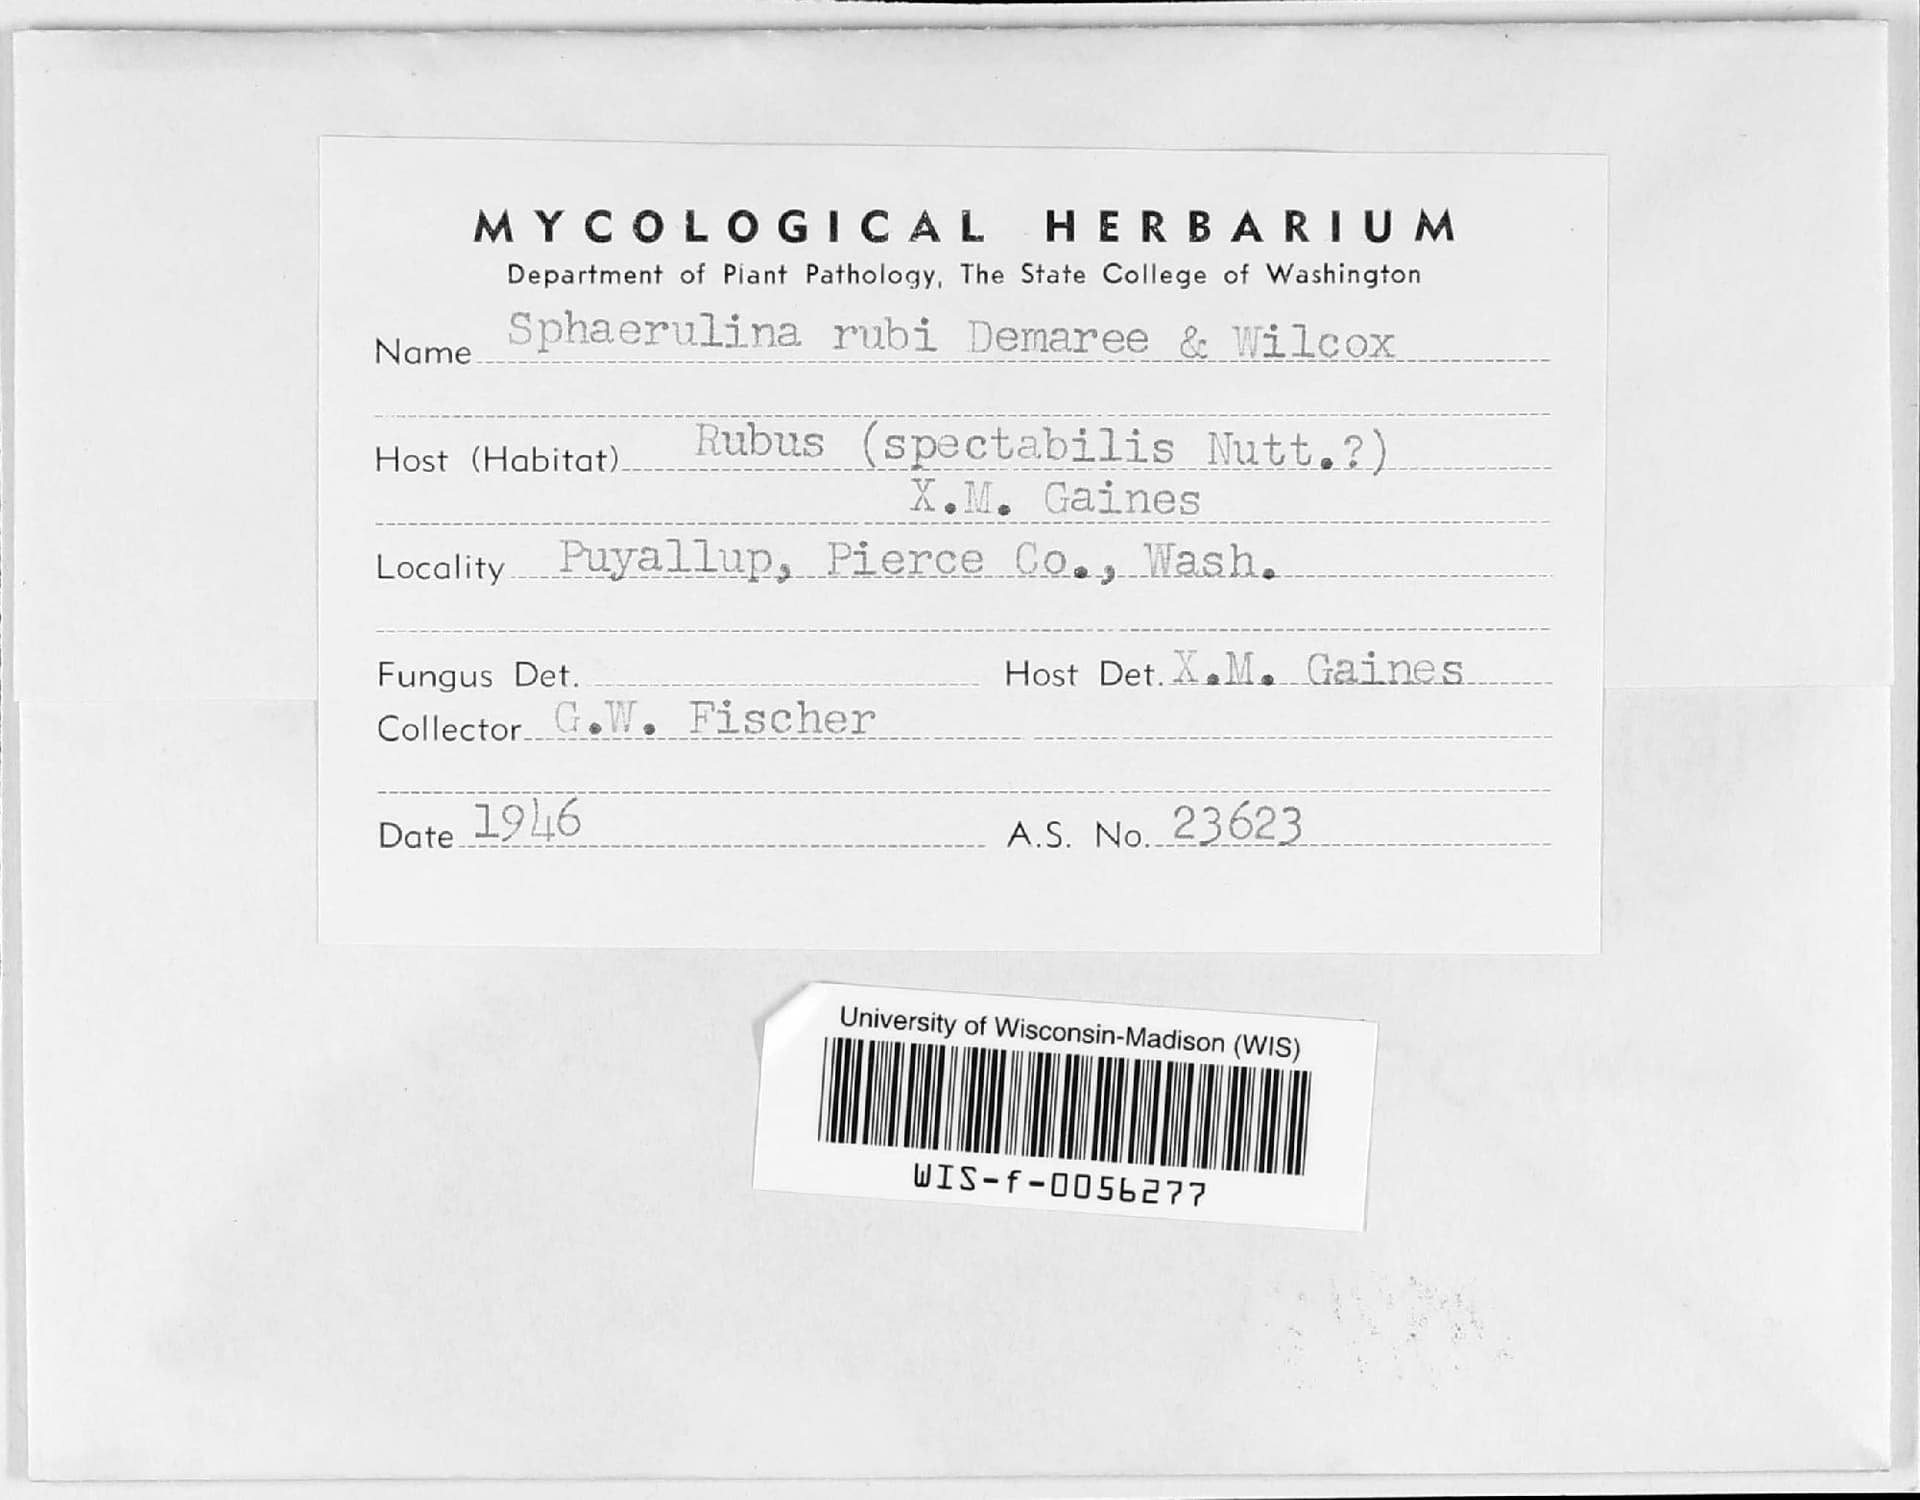 MYCOLOGICAL HERBARIUM
Department of Plant Pathology, The State College of Washington
Name Sphaerulina rubi Demaree & Wilcox
Host (Habitat) Rubus (spectabilis Nutt.?)
X.M. Gaines
Locality Puyallup, Pierce Co., Wash.
Fungus Det. Host Det. X.M. Gaines
Collector G.W. Fischer
Date 1946 A.S. No. 23623
University of Wisconsin-Madison (WIS)
WIS-f-0056277